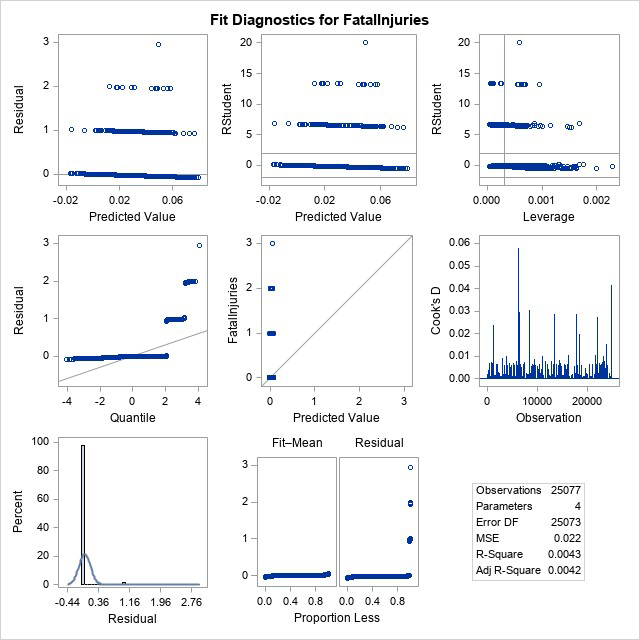 Fit Diagnostics for FatalInjuries
3
2
1
0
Residual
-0.02 0.02 0.06
Predicted Value
20
15
10
5
0
RStudent
-0.02 0.02 0.06
Predicted Value
20
15
10
5
0
RStudent
0.000 0.001 0.002
Leverage
3
2
1
0
Residual
-4 -2 0 2 4
Quantile
3
2
1
0
FatalInjuries
0 1 2 3
Predicted Value
0.06
0.05
0.04
0.03
0.02
0.01
0.00
Cook's D
0 10000 20000
Observation
100
80
60
40
20
0
Percent
-0.44 0.36 1.16 1.96 2.76
Residual
Fit–Mean Residual
3
2
1
0
0.0 0.4 0.8 0.0 0.4 0.8
Proportion Less
Observations 25077
Parameters 4
Error DF 25073
MSE 0.022
R-Square 0.0043
Adj R-Square 0.0042